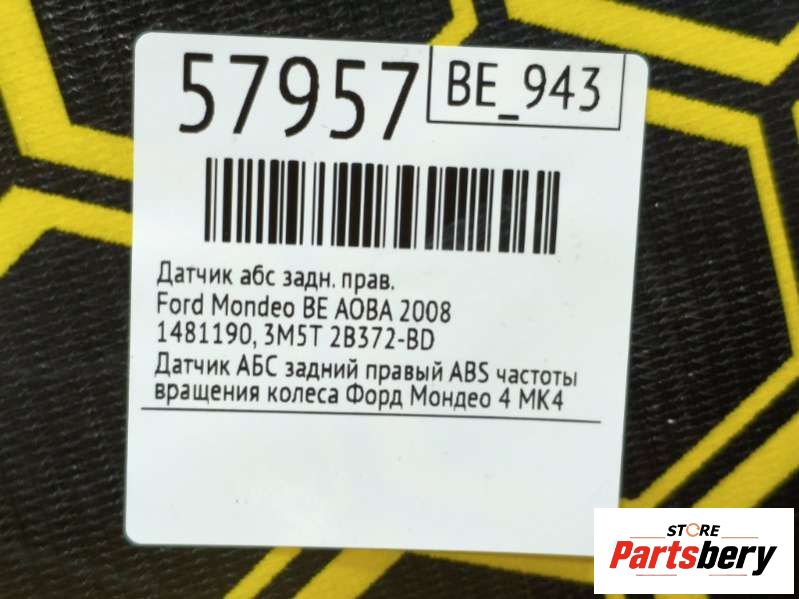 57957
BE_943
Датчик абс задн. прав.
Ford Mondeo BE AOBA 2008
1481190, 3M5T 2B372-BD
Датчик АБС задний правый ABS частоты
вращения колеса Форд Мондео 4 МК4
STORE
Partsbery